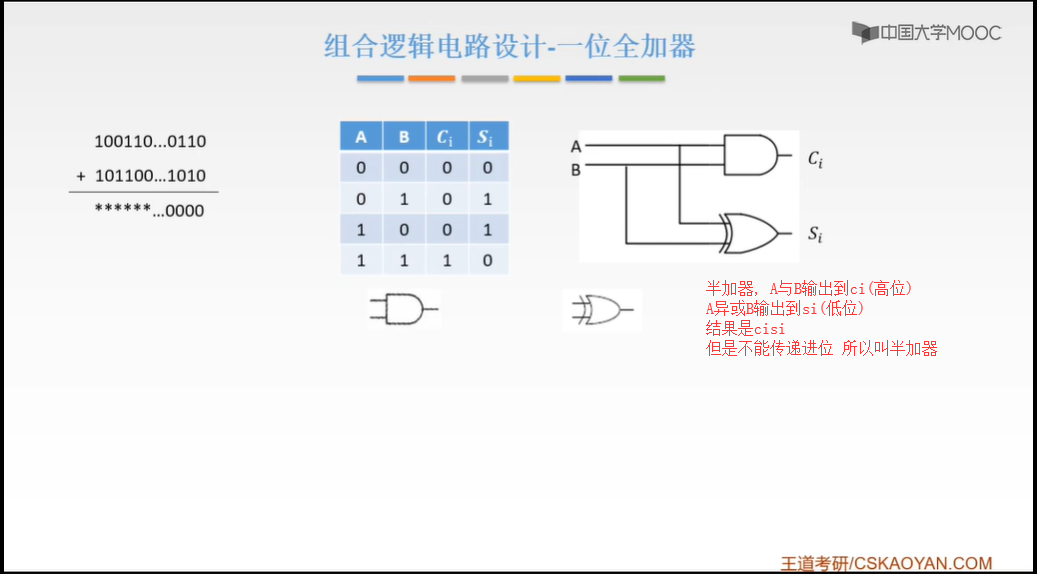 组合逻辑电路设计-一位全加器
中国大学MOOC
100110...0110
+ 101100...1010
******...0000
A B Ci Si
0 0 0 0
0 1 0 1
1 0 0 1
1 1 1 0
A
B
Ci
Si
半加器, A与B输出到ci(高位)
A异或B输出到si(低位)
结果是cisi
但是不能传递进位 所以叫半加器
王道考研/CSKAOYAN.COM